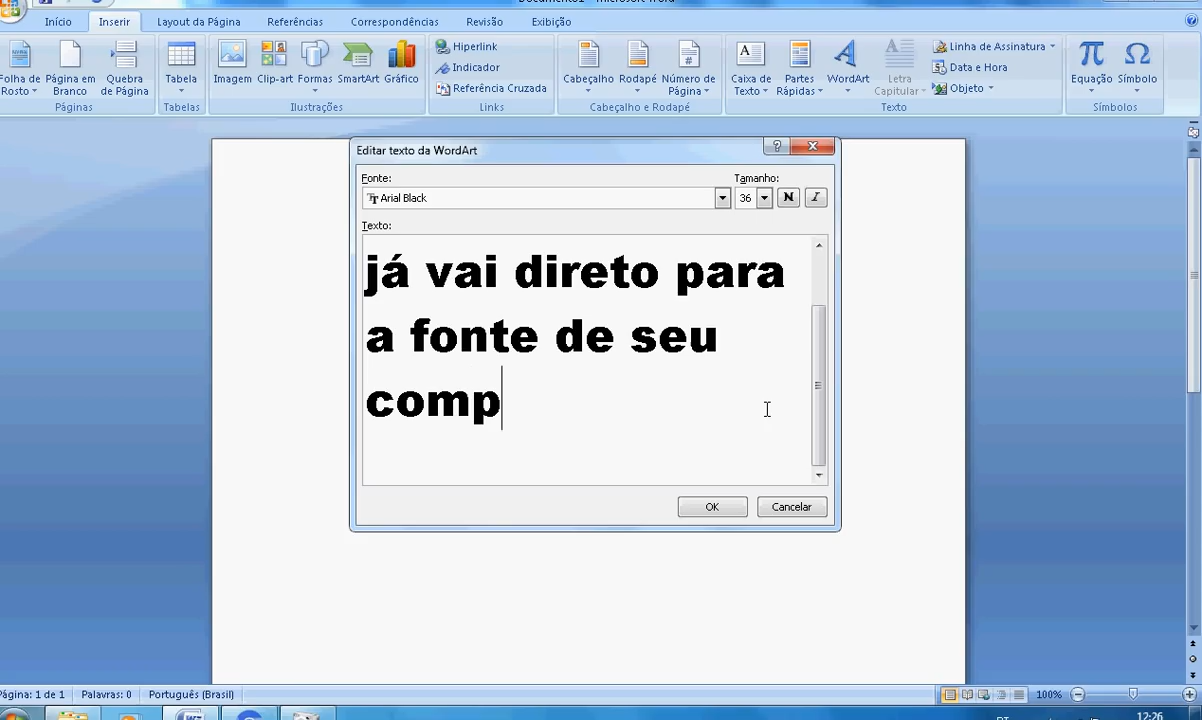 Documento1 - Microsoft Word
Início Inserir Layout da Página Referências Correspondências Revisão Exibição
Folha de Rosto Página em Branco Quebra de Página
Páginas
Tabela
Tabelas
Imagem Clip-art Formas SmartArt Gráfico
Ilustrações
Hiperlink
Indicador
Referência Cruzada
Links
Cabeçalho Rodapé Número de Página
Cabeçalho e Rodapé
Caixa de Texto Partes Rápidas WordArt Letra Capitular
Linha de Assinatura
Data e Hora
Objeto
Texto
Equação Símbolo
Símbolos
Editar texto da WordArt
Fonte: Tamanho:
Arial Black 36 N I
Texto:
já vai direto para
a fonte de seu
comp
OK Cancelar
Página: 1 de 1 Palavras: 0 Português (Brasil) 100%
PT 12:26